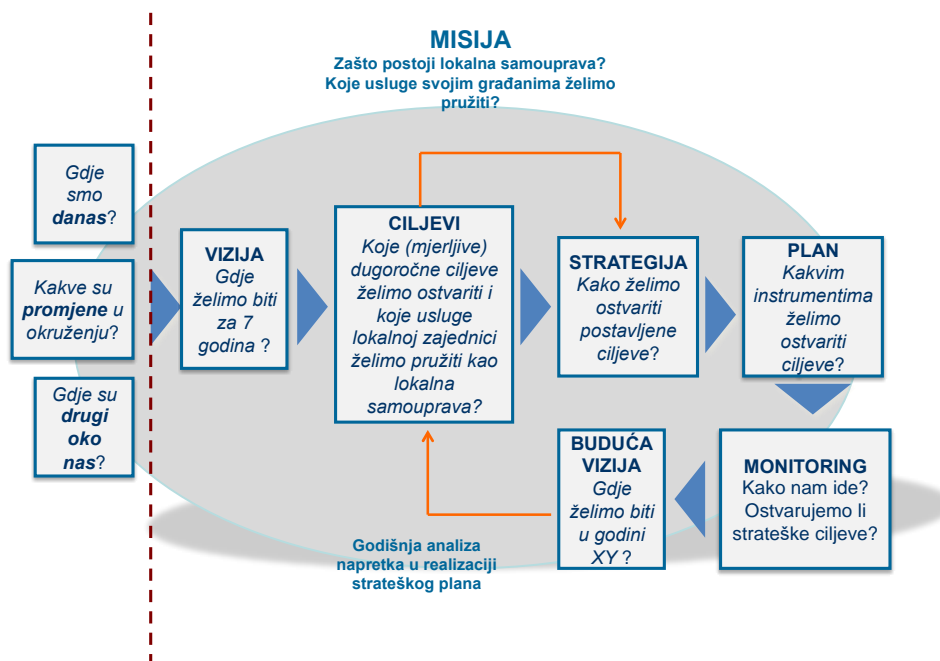 MISIJA
Zašto postoji lokalna samouprava?
Koje usluge svojim građanima želimo
pružiti?
Gdje
smo
danas?
Kakve su
promjene u
okruženju?
Gdje su
drugi
oko
nas?
VIZIJA
Gdje
želimo biti
za 7
godina ?
CILJEVI
Koje (mjerljive)
dugoročne ciljeve
želimo ostvariti i
koje usluge
lokalnoj zajednici
želimo pružiti kao
lokalna
samouprava?
STRATEGIJA
Kako želimo
ostvariti
postavljene
ciljeve?
PLAN
Kakvim
instrumentima
želimo
ostvariti
ciljeve?
MONITORING
Kako nam ide?
Ostvarujemo li
strateške ciljeve?
BUDUĆA
VIZIJA
Gdje
želimo biti
u godini
XY ?
Godišnja analiza
napretka u realizaciji
strateškog plana